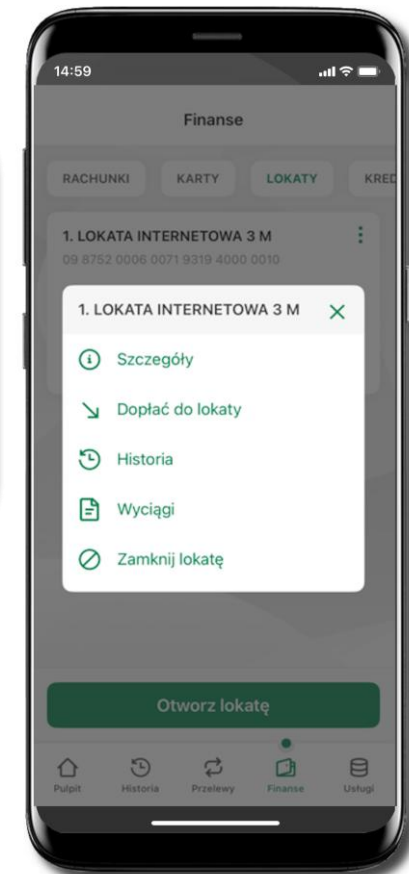 14:59
Finanse
RACHUNKI KARTY LOKATY KRED
1. LOKATA INTERNETOWA 3 M
09 8752 0006 0071 9319 4000 0010
1. LOKATA INTERNETOWA 3 M
Szczegóły
Dopłać do lokaty
Historia
Wyciągi
Zamknij lokatę
Otworz lokatę
Pulpit Historia Przelewy Finanse Usługi